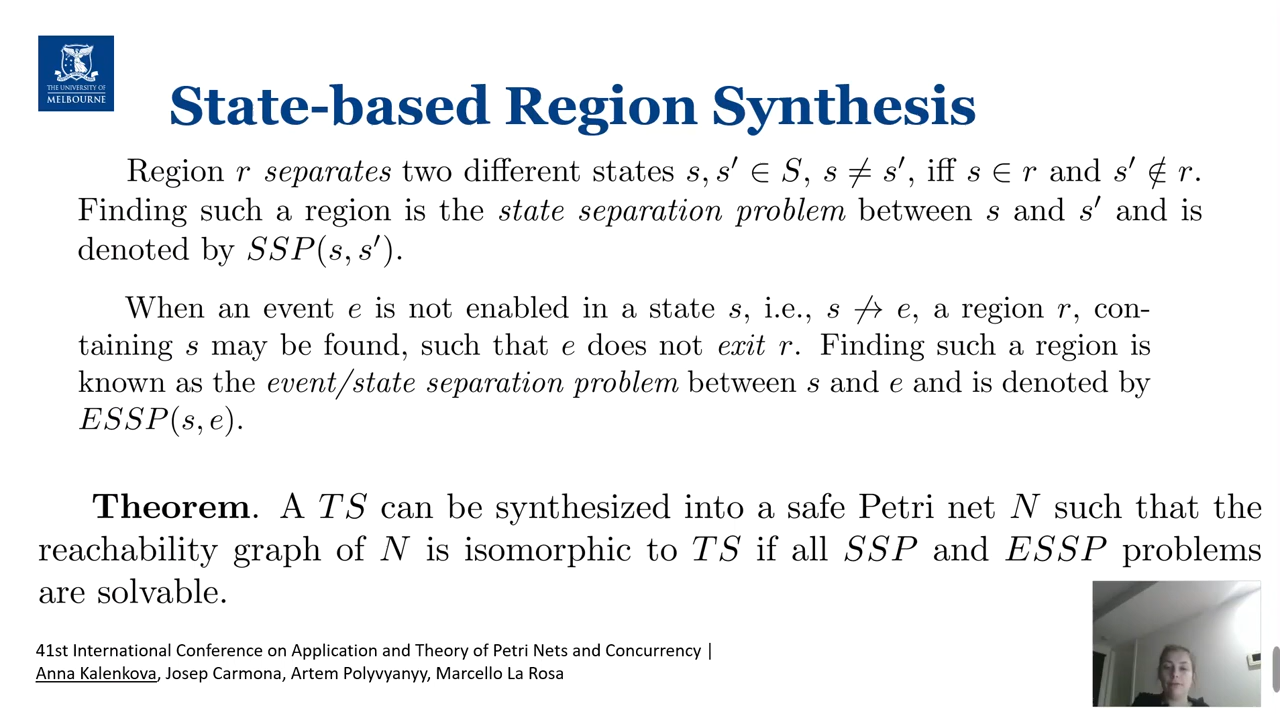 THE UNIVERSITY OF
MELBOURNE
State-based Region Synthesis
Region r separates two different states s, s′ ∈ S, s ≠ s′, iff s ∈ r and s′ ∉ r.
Finding such a region is the state separation problem between s and s′ and is
denoted by SSP(s, s′).
When an event e is not enabled in a state s, i.e., s ↛ e, a region r, con-
taining s may be found, such that e does not exit r. Finding such a region is
known as the event/state separation problem between s and e and is denoted by
ESSP(s, e).
Theorem. A TS can be synthesized into a safe Petri net N such that the
reachability graph of N is isomorphic to TS if all SSP and ESSP problems
are solvable.
41st International Conference on Application and Theory of Petri Nets and Concurrency |
Anna Kalenkova, Josep Carmona, Artem Polyvyanyy, Marcello La Rosa